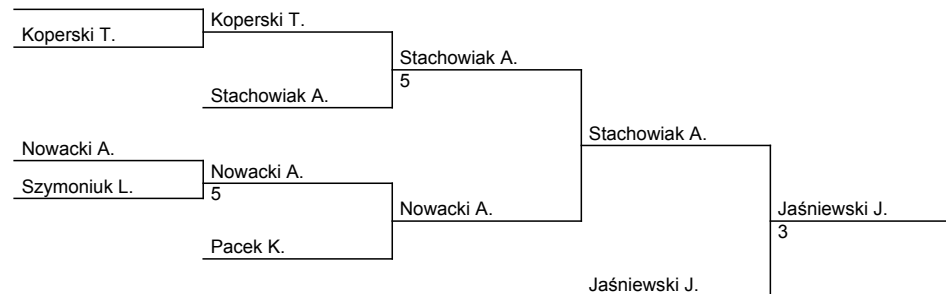 Koperski T.
Koperski T.
Stachowiak A.
5
Stachowiak A.
Stachowiak A.
Nowacki A.
Szymoniuk L.
Nowacki A.
5
Nowacki A.
Pacek K.
Jaśniewski J.
3
Jaśniewski J.